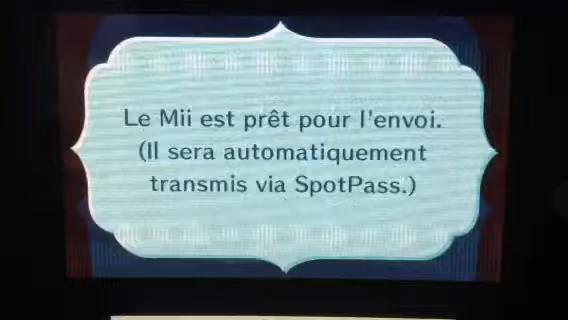 Le Mii est prêt pour l'envoi.
(Il sera automatiquement
transmis via SpotPass.)